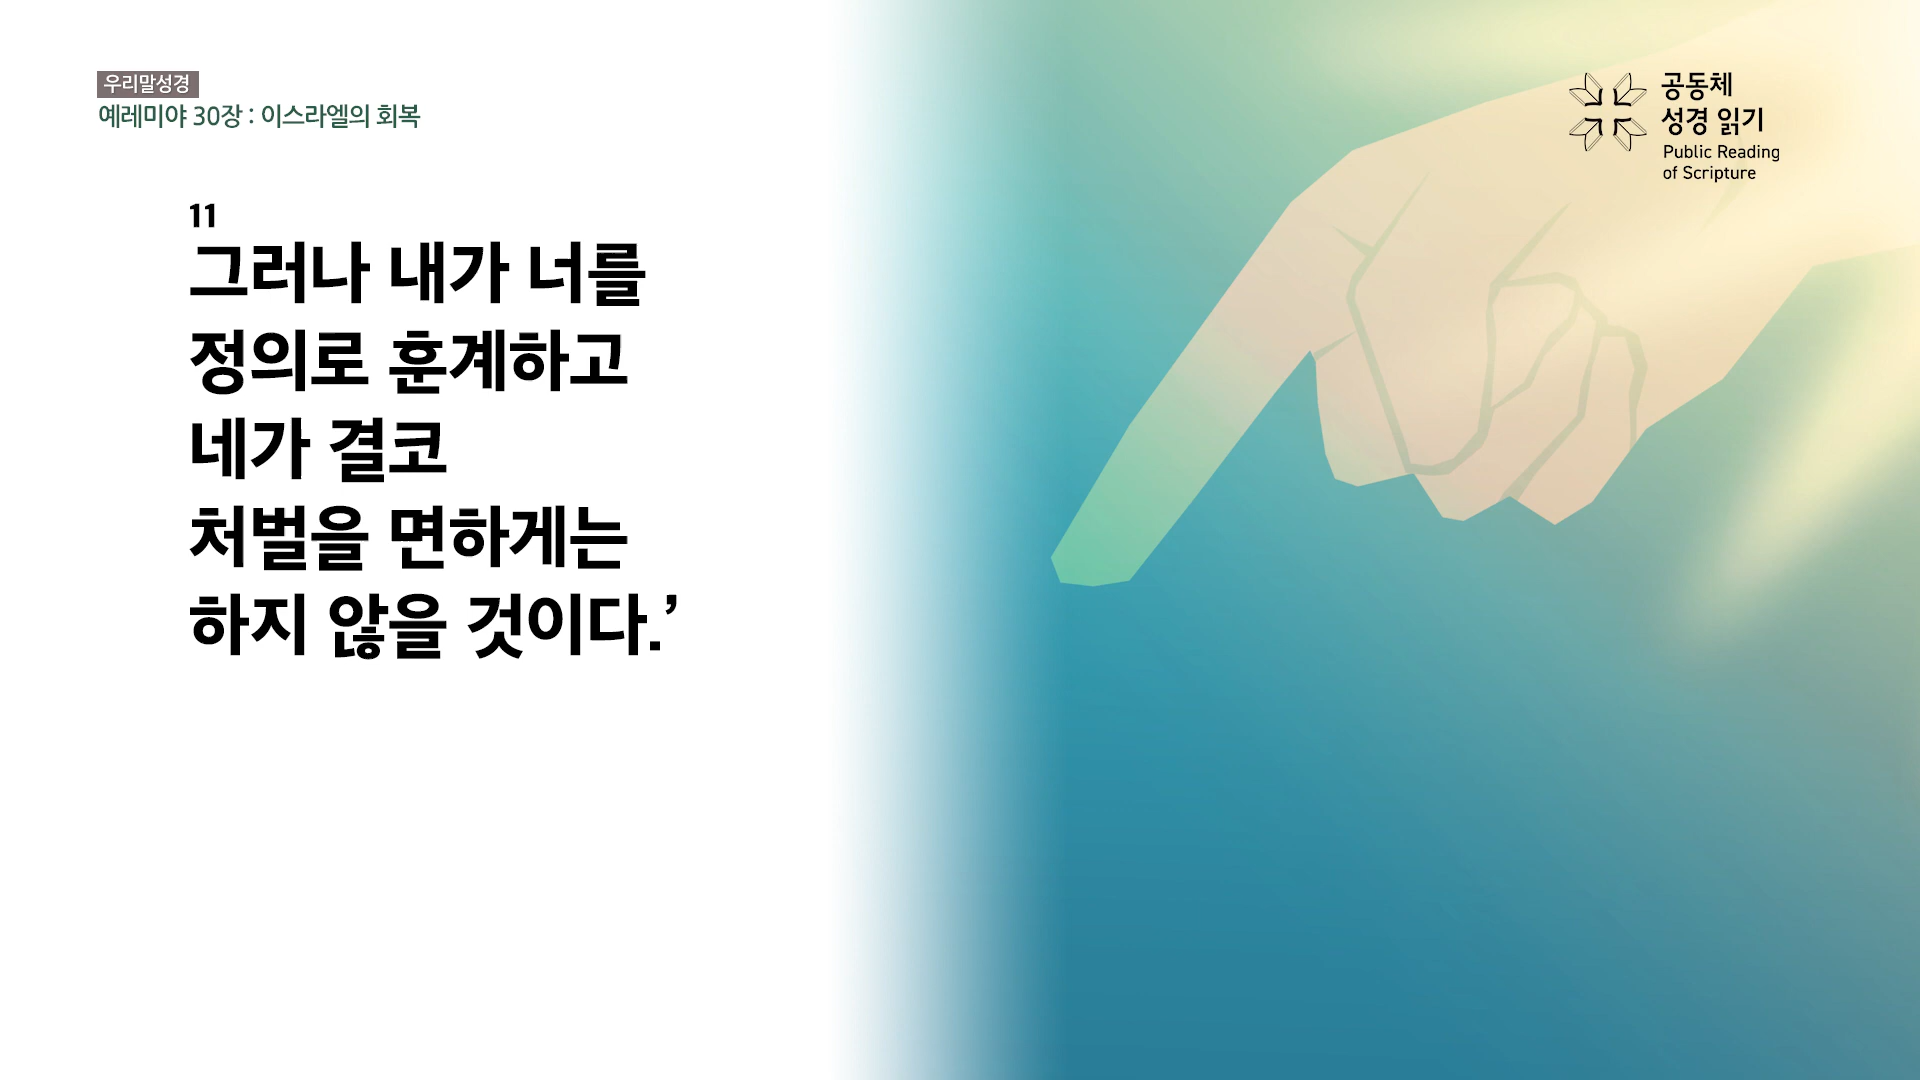 우리말성경
예레미야 30장 : 이스라엘의 회복
공동체
성경 읽기
Public Reading
of Scripture
11
그러나 내가 너를
정의로 훈계하고
네가 결코
처벌을 면하게는
하지 않을 것이다.’